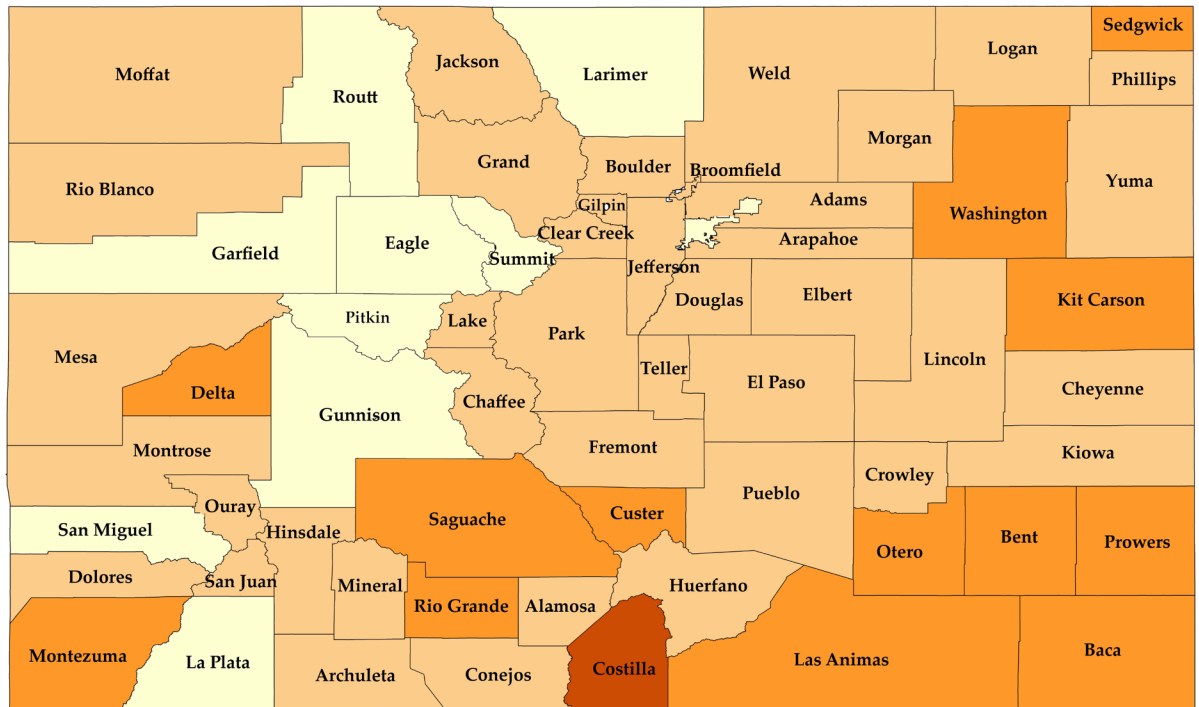 Sedgwick
Jackson
Logan
Moffat
Larimer
Weld
Phillips
Routt
Morgan
Grand
Boulder
Broomfield
Yuma
Rio Blanco
Gilpin
Adams
Washington
Clear Creek
Arapahoe
Eagle
Garfield
Summit
Jefferson
Douglas
Elbert
Kit Carson
Pitkin
Lake
Park
Mesa
Lincoln
Teller
El Paso
Cheyenne
Delta
Chaffee
Gunnison
Fremont
Montrose
Kiowa
Crowley
Pueblo
Ouray
Saguache
Custer
San Miguel
Hinsdale
Bent
Prowers
Otero
Dolores
San Juan
Mineral
Huerfano
Rio Grande
Alamosa
Montezuma
La Plata
Baca
Las Animas
Costilla
Archuleta
Conejos